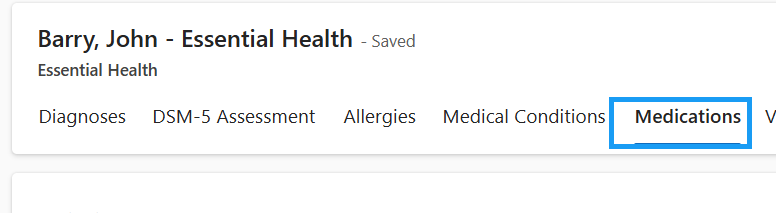 Barry, John - Essential Health - Saved
Essential Health
Diagnoses DSM-5 Assessment Allergies Medical Conditions Medications